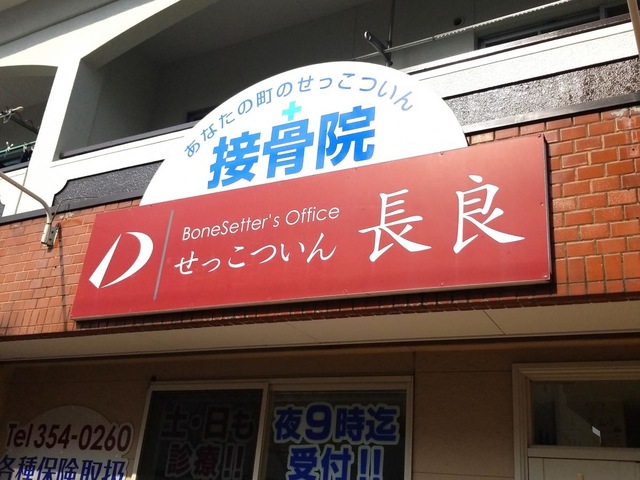 あなたの町のせっこついん
接骨院
BoneSetter's Office
せっこついん 長良
Tel 354-0260
各種保険取扱
土・日も
診療!!
夜9時迄
受付!!